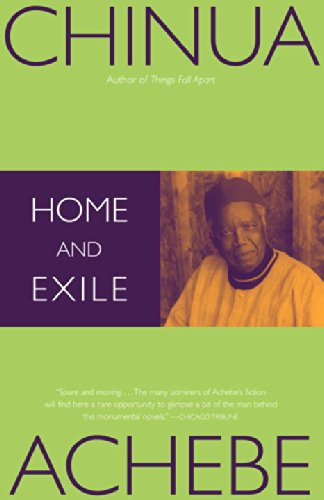 CHINUA
Author of Things Fall Apart
HOME
AND
EXILE
"Spare and moving.... The many admirers of Achebe's fiction
will find here a rare opportunity to glimpse a bit of the man behind
the monumental novels."—CHICAGO TRIBUNE
ACHEBE